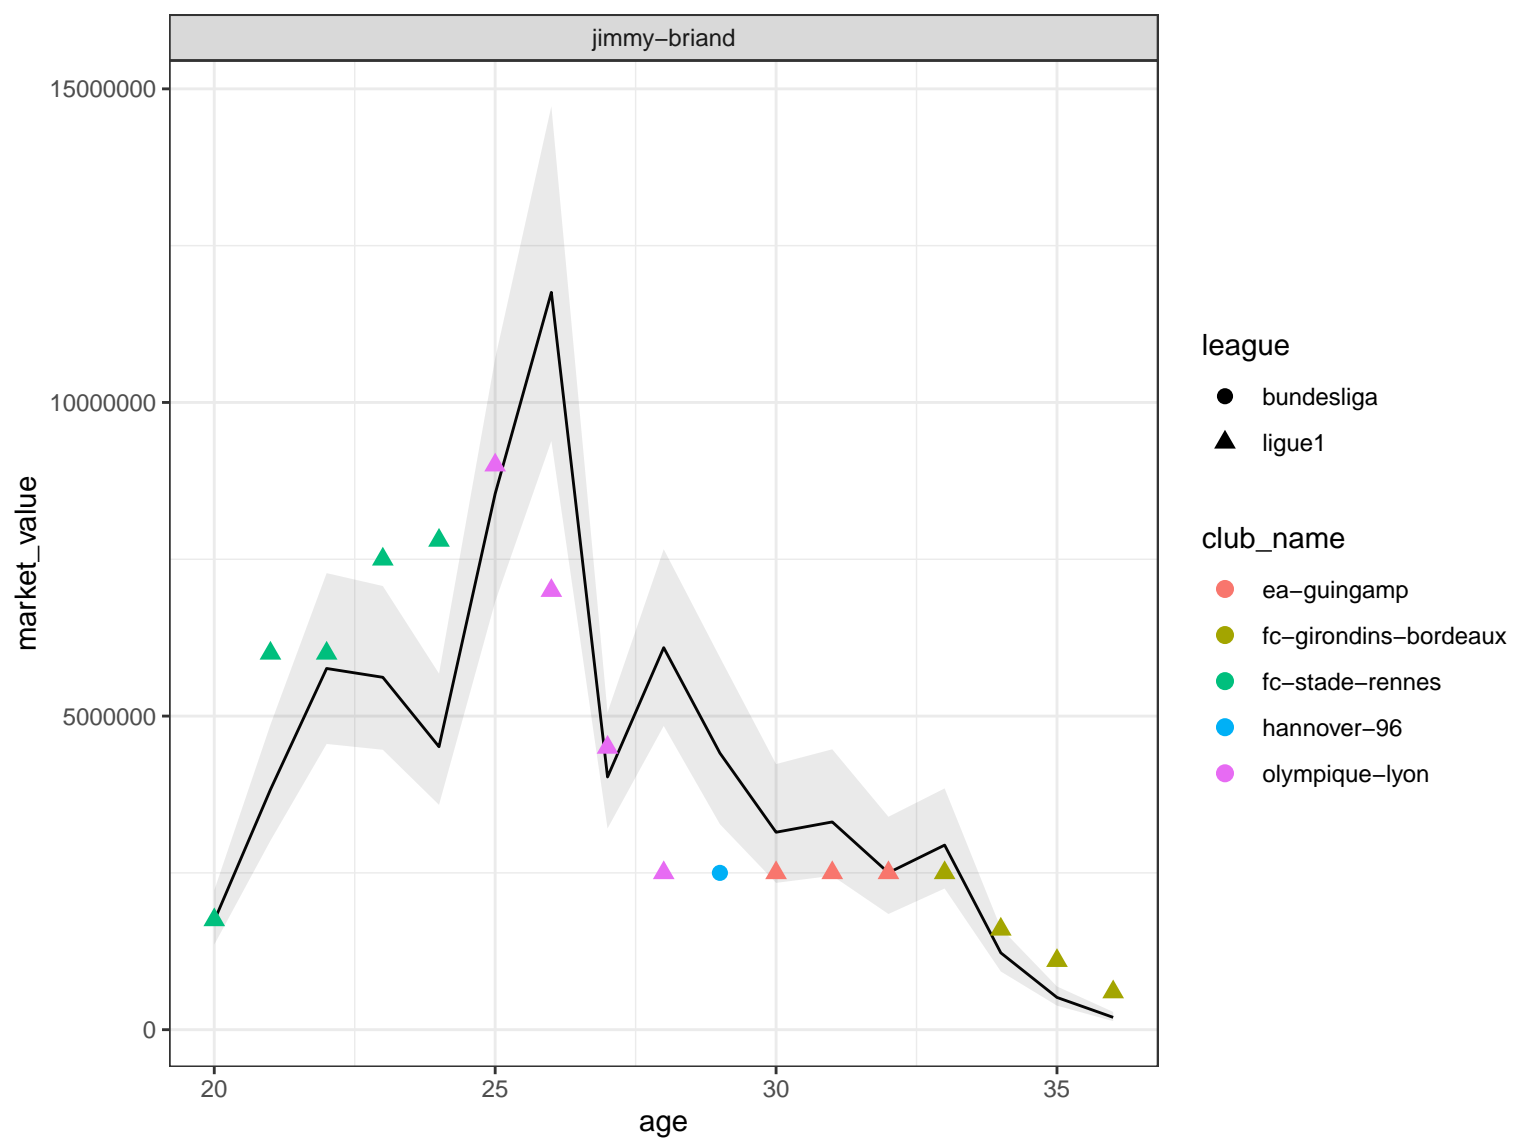 jimmy−briand
15000000
10000000
5000000
0
market_value
20
25
30
35
age
league
bundesliga
ligue1
club_name
ea−guingamp
fc−girondins−bordeaux
fc−stade−rennes
hannover−96
olympique−lyon